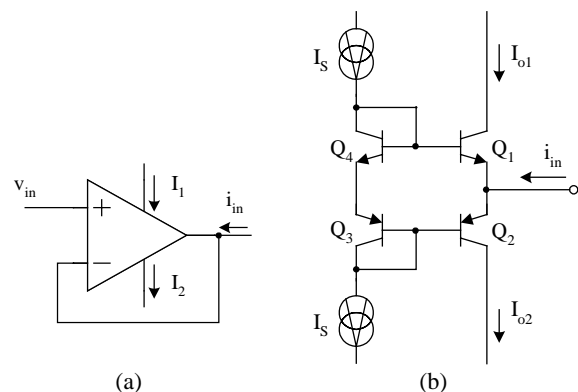 v_in
I_1
i_in
I_2
+
−
(a)
I_S
I_o1
Q_4
Q_1
i_in
Q_3
Q_2
I_S
I_o2
(b)